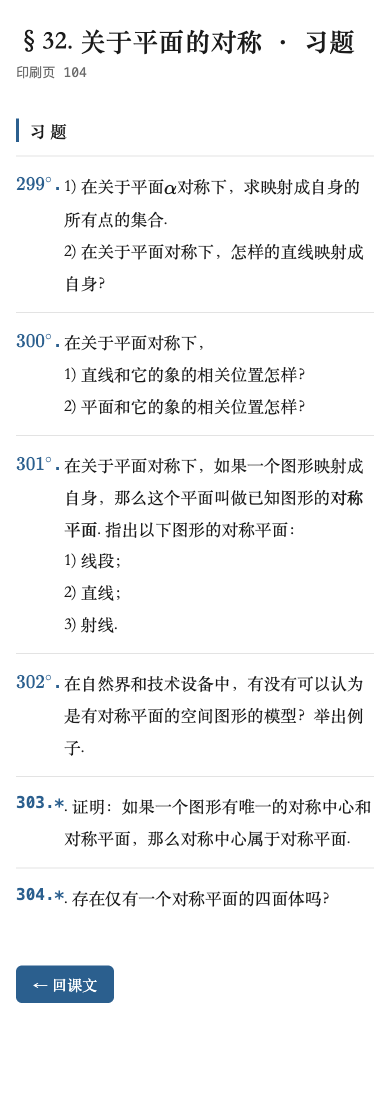 § 32. 关于平面的对称 · 习题
印刷页 104
习 题
299°. 1) 在关于平面α对称下，求映射成自身的
所有点的集合.
2) 在关于平面对称下，怎样的直线映射成
自身?
300°. 在关于平面对称下，
1) 直线和它的象的相关位置怎样?
2) 平面和它的象的相关位置怎样?
301°. 在关于平面对称下，如果一个图形映射成
自身，那么这个平面叫做已知图形的对称
平面. 指出以下图形的对称平面：
1) 线段；
2) 直线；
3) 射线.
302°. 在自然界和技术设备中，有没有可以认为
是有对称平面的空间图形的模型? 举出例
子.
303.*. 证明：如果一个图形有唯一的对称中心和
对称平面，那么对称中心属于对称平面.
304.*. 存在仅有一个对称平面的四面体吗?
← 回课文